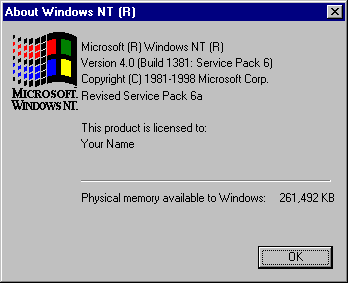 About Windows NT (R)
Microsoft (R) Windows NT (R)
Version 4.0 (Build 1381: Service Pack 6)
Copyright (C) 1981-1998 Microsoft Corp.
Revised Service Pack 6a
MICROSOFT.
WINDOWS NT.
This product is licensed to:
Your Name
Physical memory available to Windows: 261,492 KB
OK